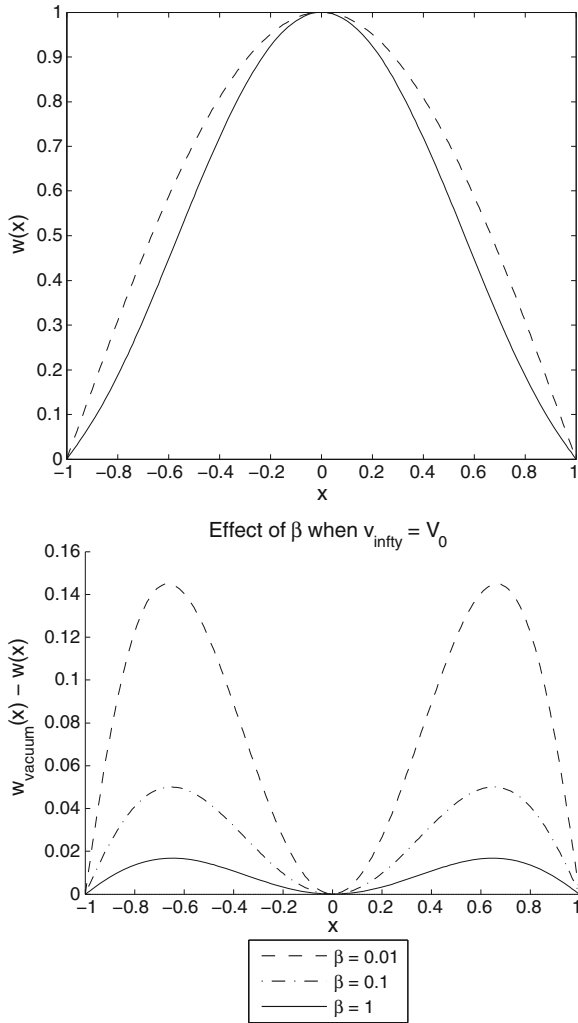 1
0.9
0.8
0.7
0.6
0.5
0.4
0.3
0.2
0.1
0
w(x)
−1 −0.8 −0.6 −0.4 −0.2 0 0.2 0.4 0.6 0.8 1
x
Effect of β when v_infty = V_0
0.16
0.14
0.12
0.1
0.08
0.06
0.04
0.02
0
w_vacuum(x) − w(x)
−1 −0.8 −0.6 −0.4 −0.2 0 0.2 0.4 0.6 0.8 1
x
β = 0.01
β = 0.1
β = 1